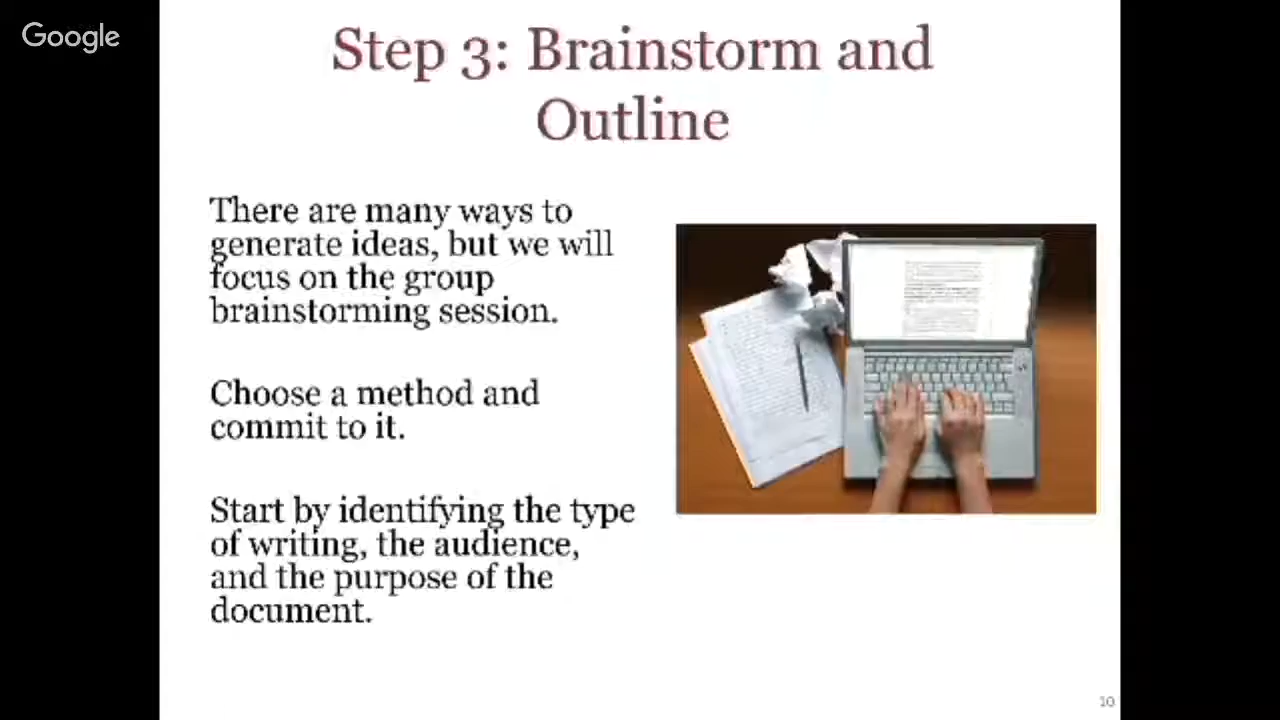 Google
Step 3: Brainstorm and
Outline
There are many ways to
generate ideas, but we will
focus on the group
brainstorming session.
Choose a method and
commit to it.
Start by identifying the type
of writing, the audience,
and the purpose of the
document.
10